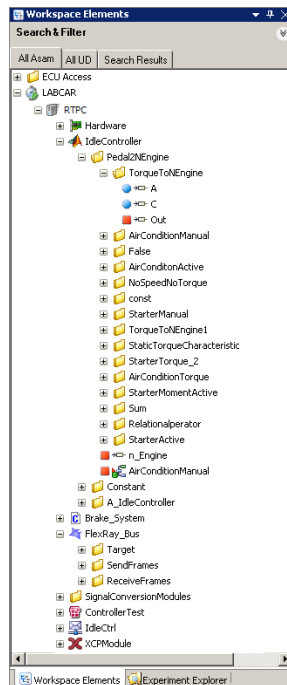 Workspace Elements
Search & Filter
All Asam All UD Search Results
ECU Access
LABCAR
RTPC
Hardware
IdleController
Pedal2NEngine
TorqueToNEngine
A
C
Out
AirConditionManual
False
AirConditonActive
NoSpeedNoTorque
const
StarterManual
TorqueToNEngine1
StaticTorqueCharacteristic
StarterTorque_2
AirConditionTorque
StarterMomentActive
Sum
Relationalperator
StarterActive
n_Engine
AirConditionManual
Constant
A_IdleController
Brake_System
FlexRay_Bus
Target
SendFrames
ReceiveFrames
SignalConversionModules
ControllerTest
IdleCtrl
XCPModule
Workspace Elements Experiment Explorer